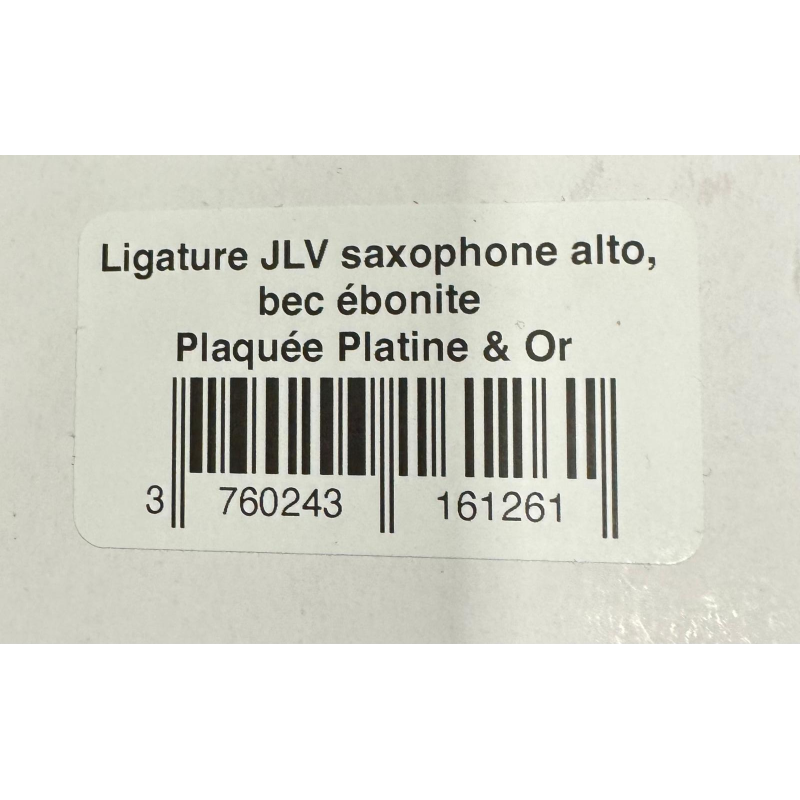 Ligature JLV saxophone alto,
bec ébonite
Plaquée Platine & Or
3 760243 161261